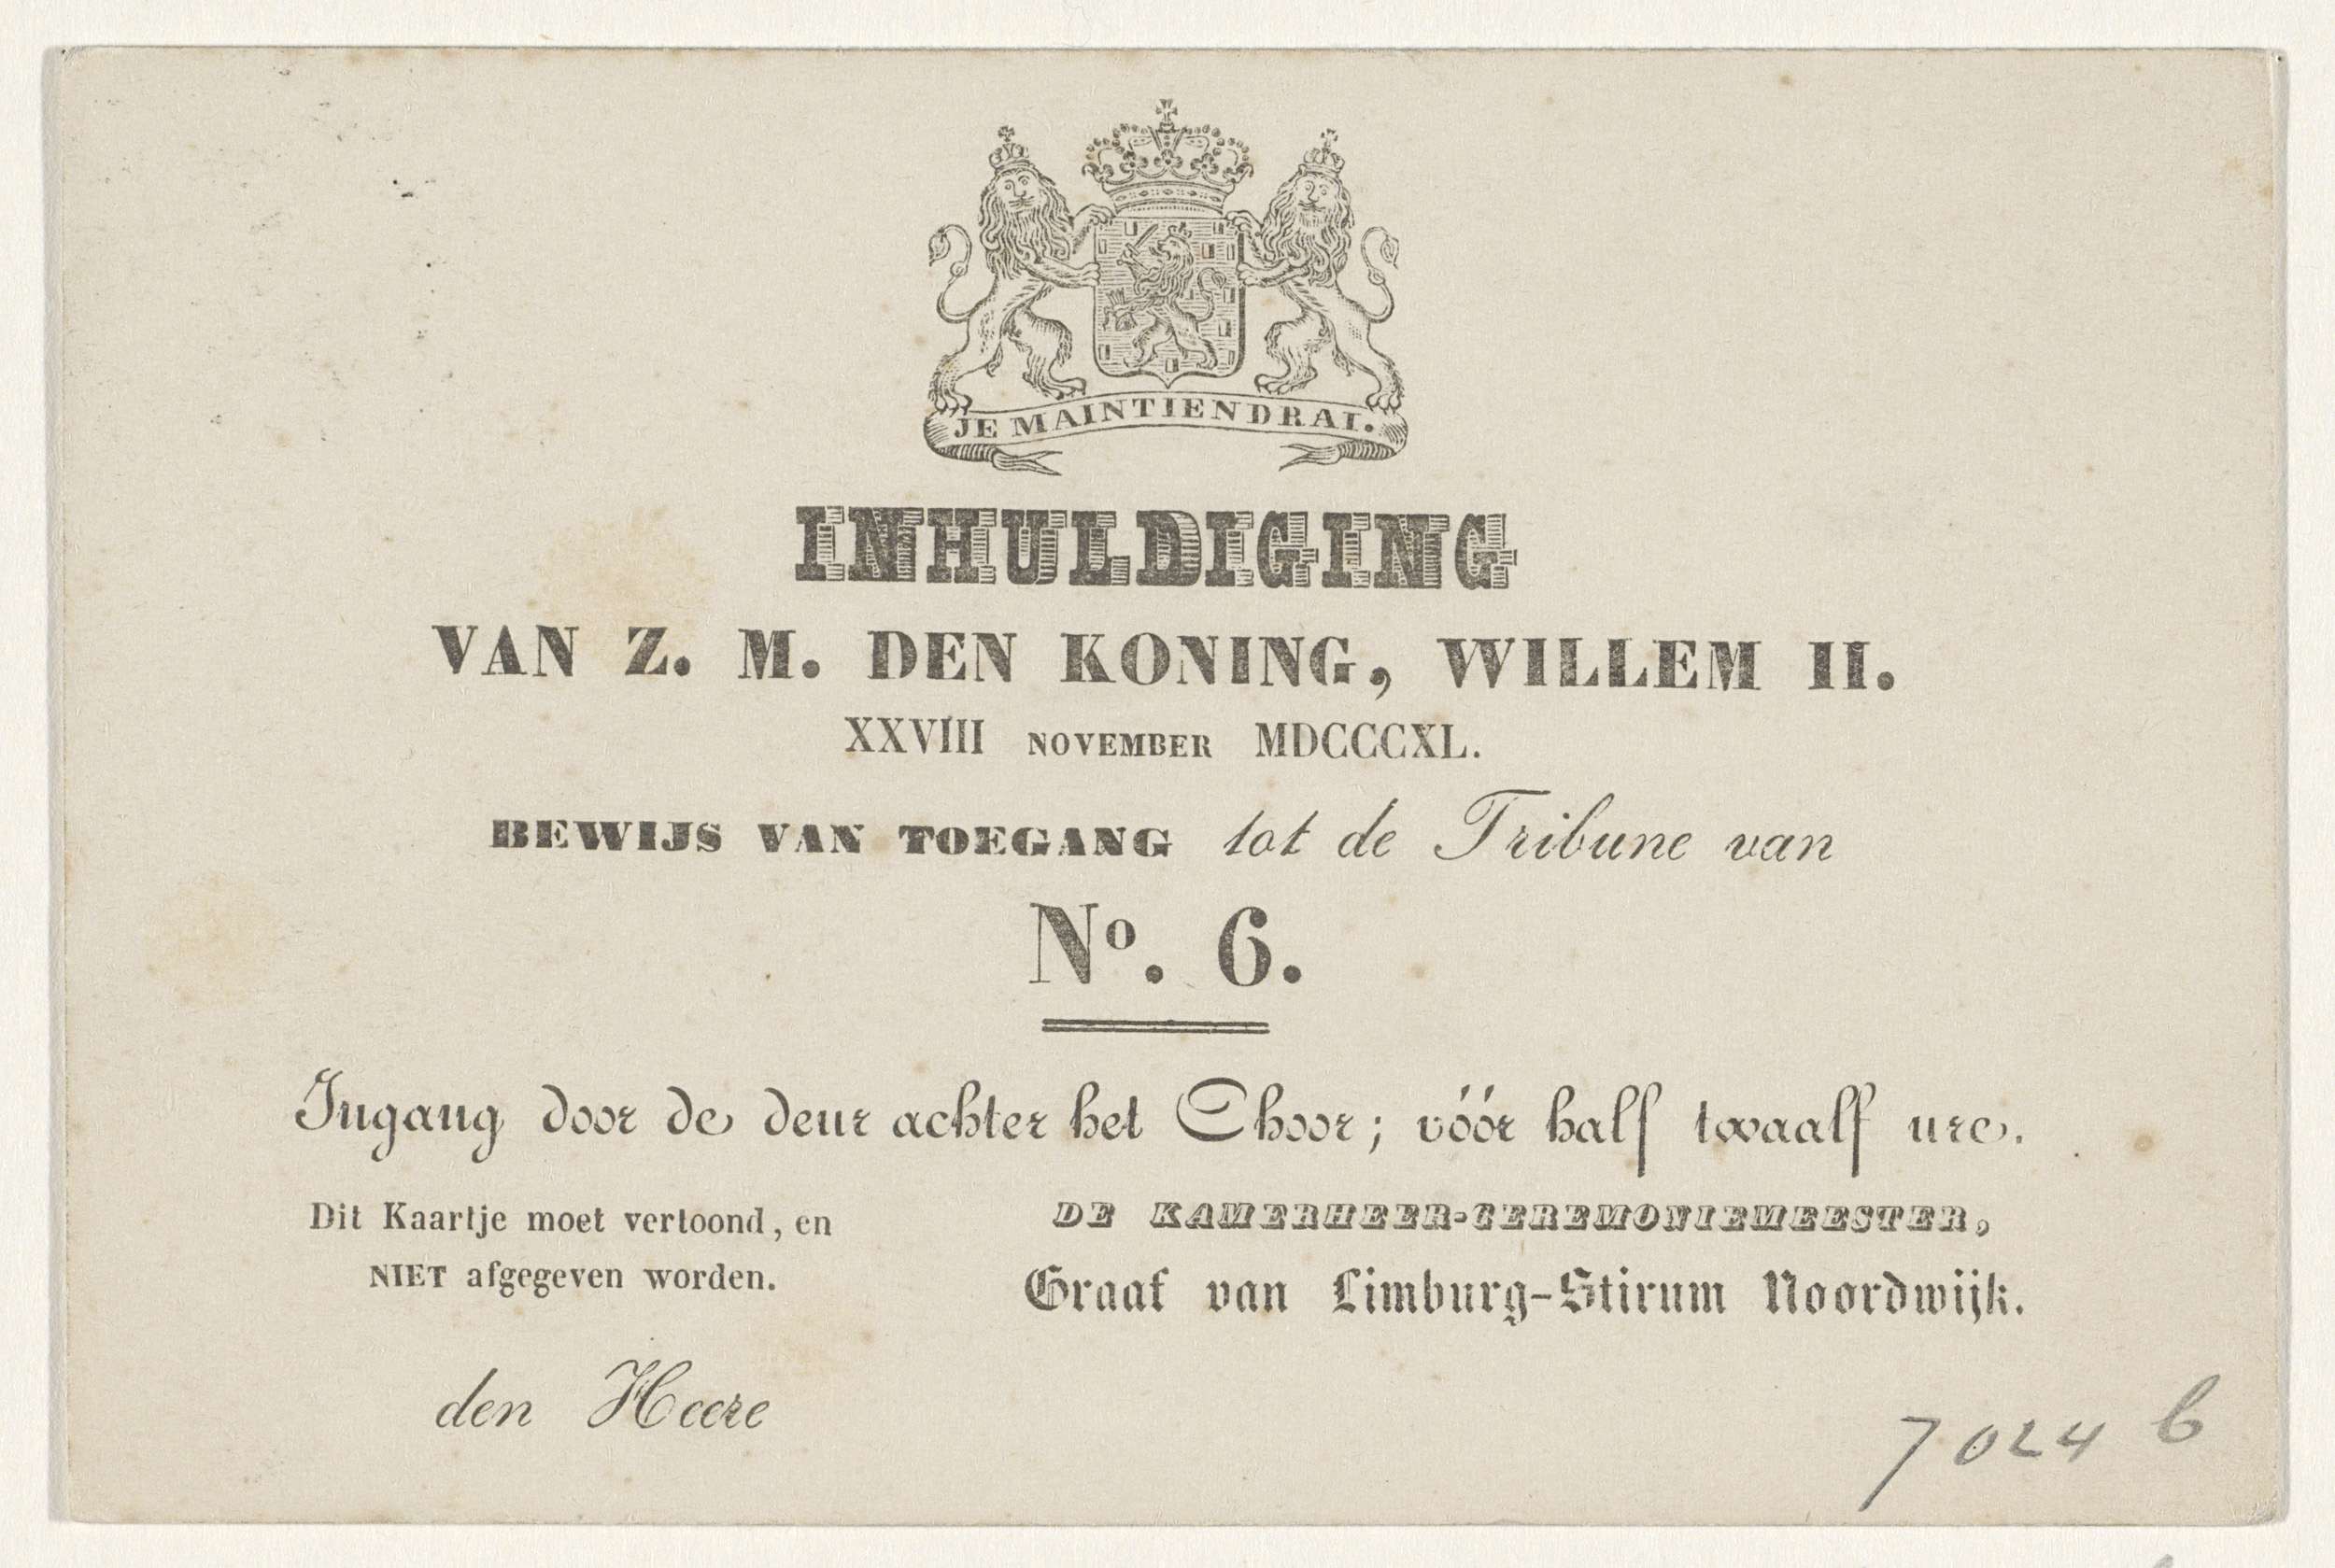 JE MAINTIENDRAI.
INHULDIGING
VAN Z. M. DEN KONING, WILLEM II.
XXVIII NOVEMBER MDCCCXL.
BEWIJS VAN TOEGANG tot de Tribune van
No. 6.
Ingang door de deur achter het Choor; vóór half twaalf ure.
Dit Kaartje moet vertoond, en
NIET afgegeven worden.
DE KAMERHEER-CEREMONIEMEESTER,
Graaf van Limburg-Stirum Noordwijk.
den Heere
7024 b